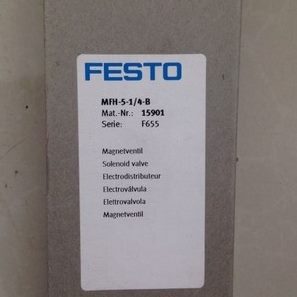 FESTO
MFH-5-1/4-B
Mat.-Nr.: 15901
Serie: F655
Magnetventil
Solenoid valve
Electrodistributeur
Electroválvula
Elettrovalvola
Magnetventil